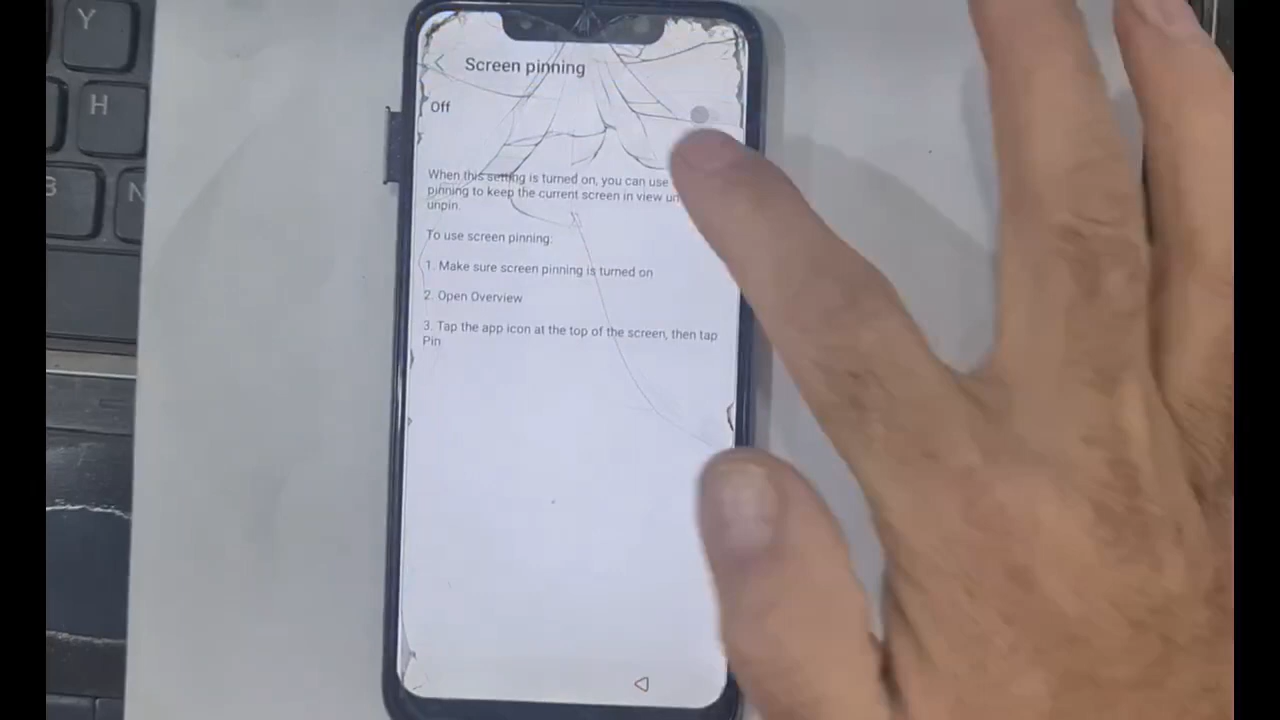 Y
H
B
N
Screen pinning
Off
When this setting is turned on, you can use
pinning to keep the current screen in view
unpin.
To use screen pinning:
1. Make sure screen pinning is turned on
2. Open Overview
3. Tap the app icon at the top of the screen, then tap
Pin